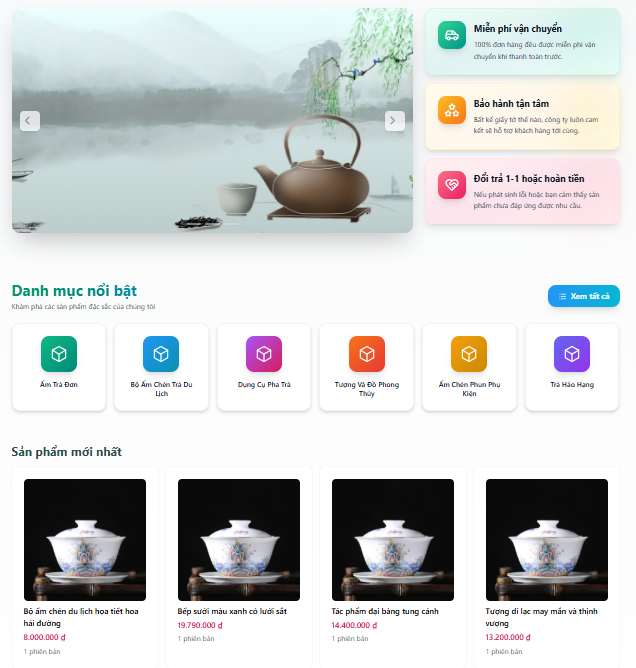 Miễn phí vận chuyển
100% đơn hàng đều được miễn phí vận
chuyển khi thanh toán trước.
Bảo hành tận tâm
Bất kể giấy tờ thế nào, công ty luôn cam
kết sẽ hỗ trợ khách hàng tới cùng.
Đổi trả 1-1 hoặc hoàn tiền
Nếu phát sinh lỗi hoặc bạn cảm thấy sản
phẩm chưa đáp ứng được nhu cầu.
Danh mục nổi bật
Khám phá các sản phẩm đặc sắc của chúng tôi
Xem tất cả
Ấm Trà Đơn
Bộ Ấm Chén Trà Du
Lịch
Dụng Cụ Pha Trà
Tượng Và Đồ Phong
Thủy
Ấm Chén Phun Phụ
Kiện
Trà Hảo Hạng
Sản phẩm mới nhất
Bộ ấm chén du lịch họa tiết hoa
hải đường
8.000.000 ₫
1 phiên bản
Bếp sưởi màu xanh có lưới sắt
19.790.000 ₫
1 phiên bản
Tác phẩm đại bàng tung cánh
14.400.000 ₫
1 phiên bản
Tượng di lạc may mắn và thịnh
vượng
13.200.000 ₫
1 phiên bản